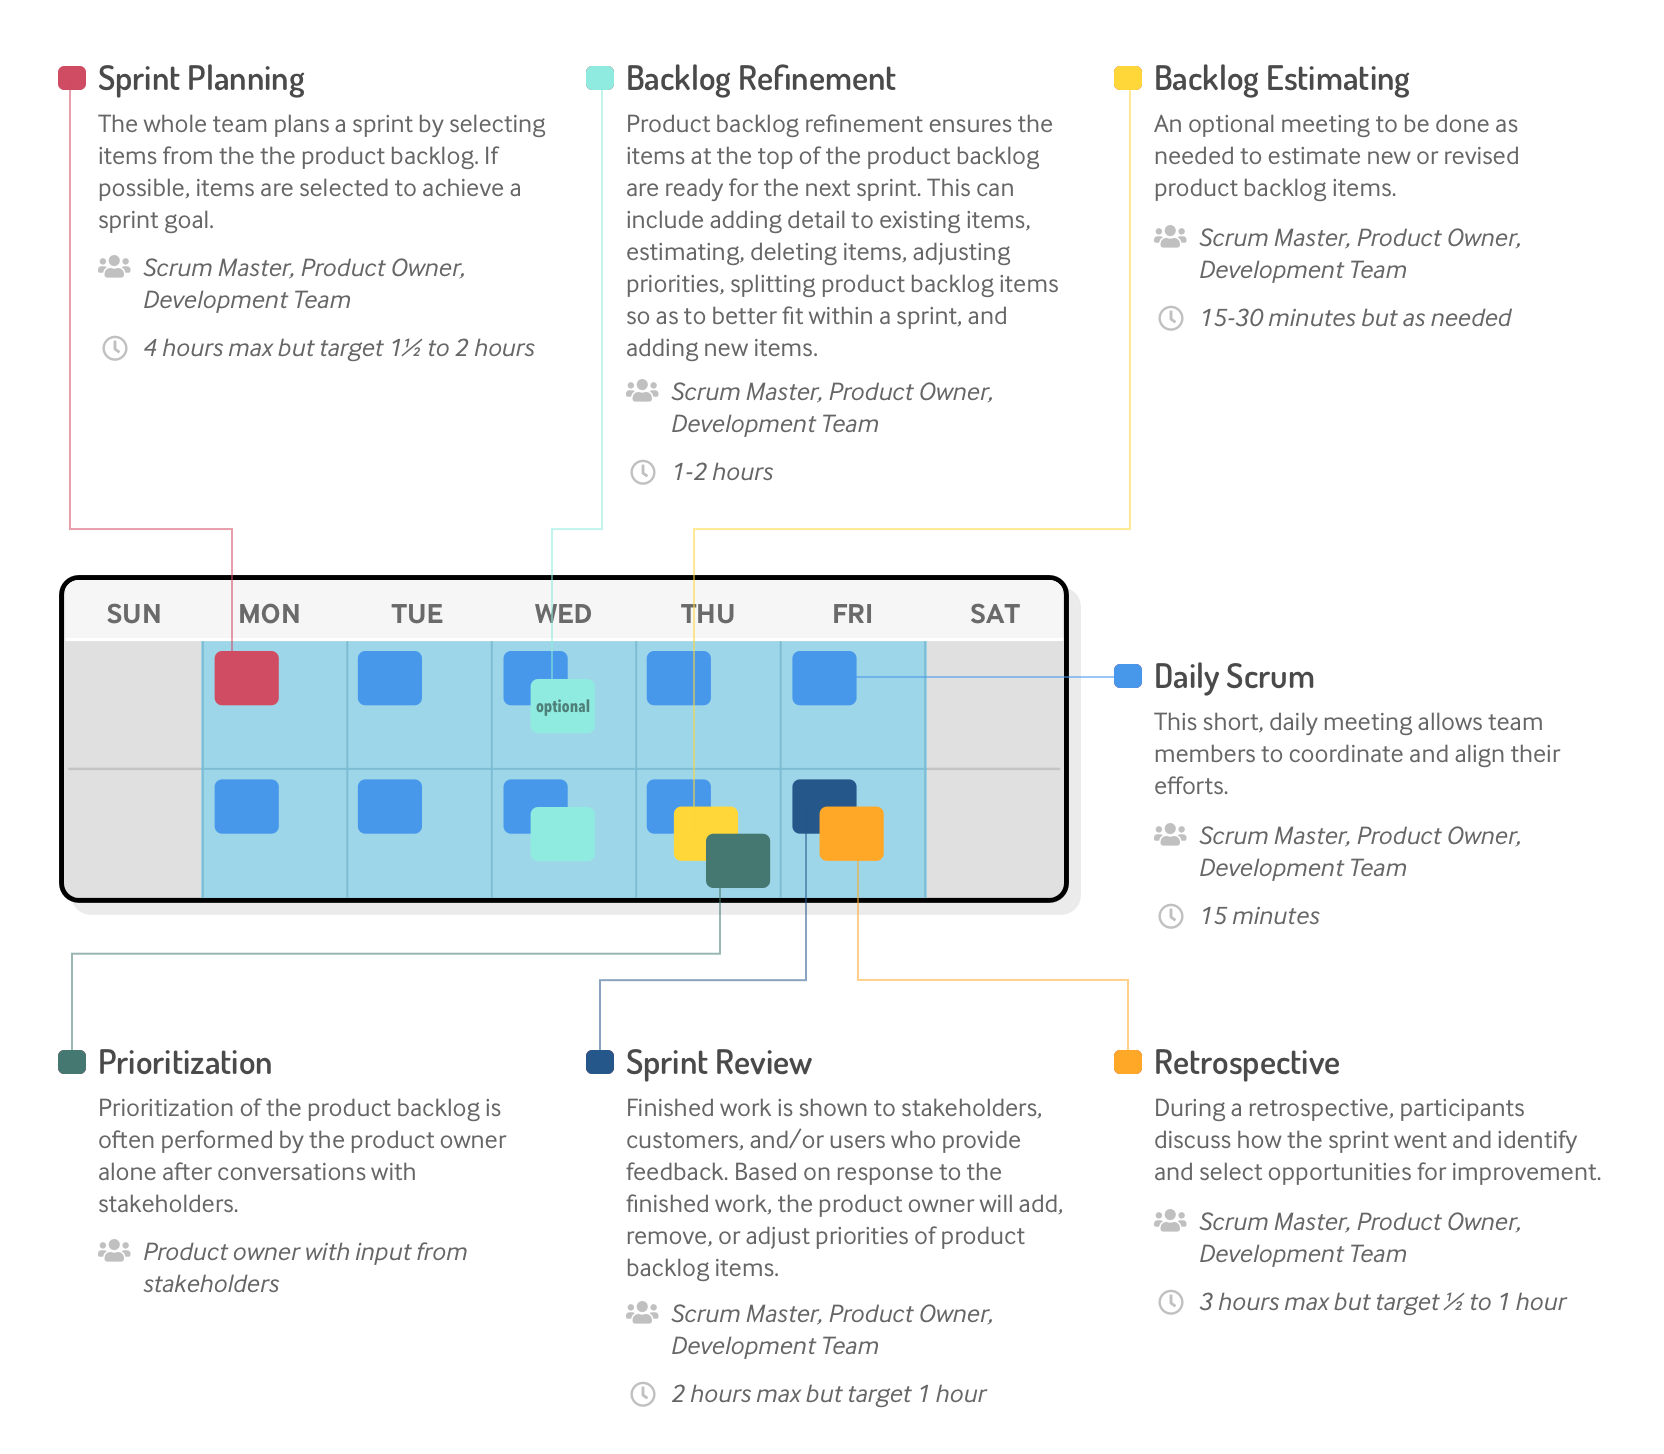 Sprint Planning
The whole team plans a sprint by selecting
items from the the product backlog. If
possible, items are selected to achieve a
sprint goal.
Scrum Master, Product Owner,
Development Team
4 hours max but target 1½ to 2 hours
Backlog Refinement
Product backlog refinement ensures the
items at the top of the product backlog
are ready for the next sprint. This can
include adding detail to existing items,
estimating, deleting items, adjusting
priorities, splitting product backlog items
so as to better fit within a sprint, and
adding new items.
Scrum Master, Product Owner,
Development Team
1-2 hours
Backlog Estimating
An optional meeting to be done as
needed to estimate new or revised
product backlog items.
Scrum Master, Product Owner,
Development Team
15-30 minutes but as needed
SUN MON TUE WED THU FRI SAT
optional
Daily Scrum
This short, daily meeting allows team
members to coordinate and align their
efforts.
Scrum Master, Product Owner,
Development Team
15 minutes
Prioritization
Prioritization of the product backlog is
often performed by the product owner
alone after conversations with
stakeholders.
Product owner with input from
stakeholders
Sprint Review
Finished work is shown to stakeholders,
customers, and/or users who provide
feedback. Based on response to the
finished work, the product owner will add,
remove, or adjust priorities of product
backlog items.
Scrum Master, Product Owner,
Development Team
2 hours max but target 1 hour
Retrospective
During a retrospective, participants
discuss how the sprint went and identify
and select opportunities for improvement.
Scrum Master, Product Owner,
Development Team
3 hours max but target ½ to 1 hour